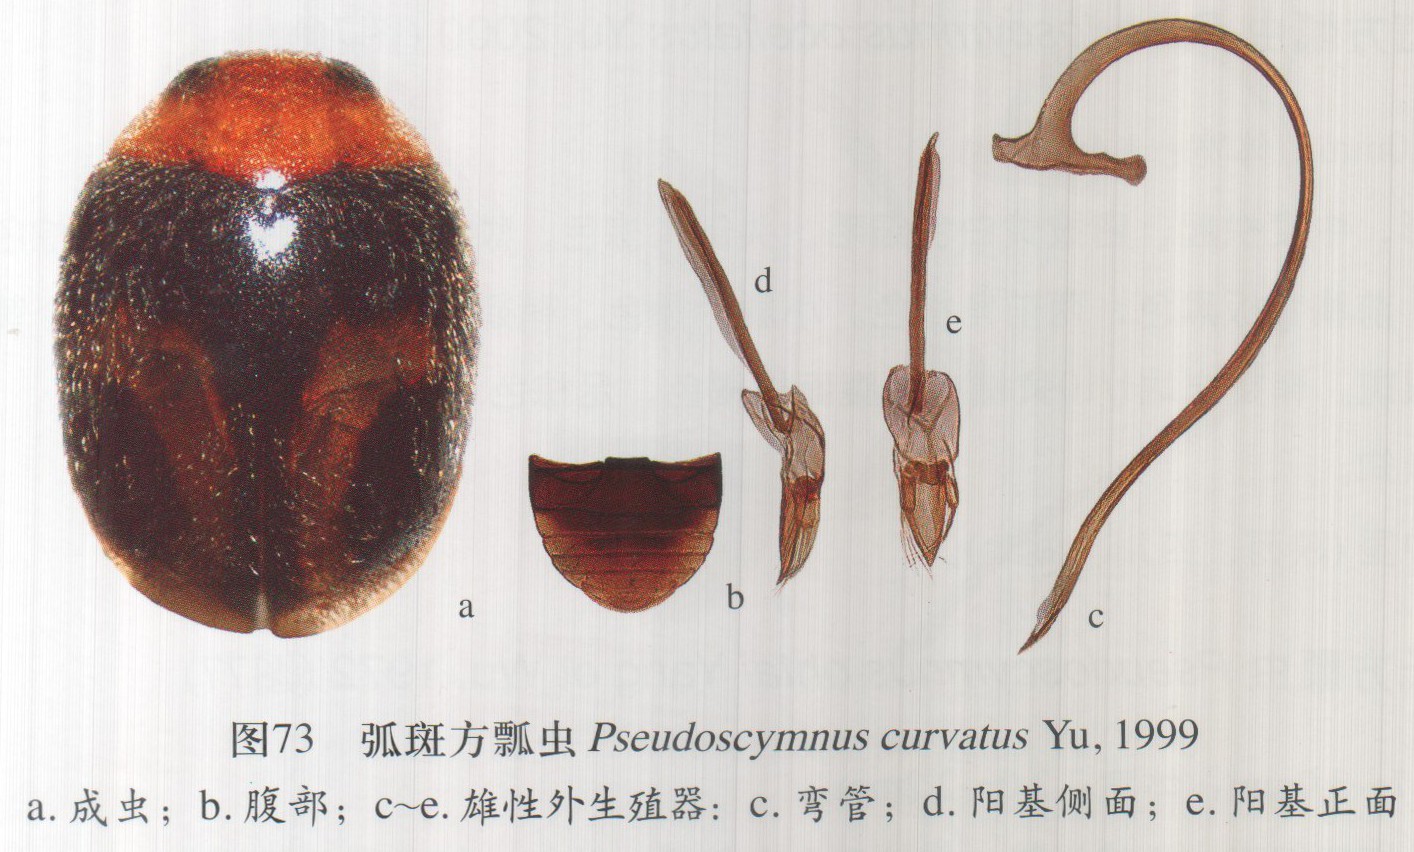 d
e
a
b
c
图73 弧斑方瓢虫 Pseudoscymnus curvatus Yu, 1999
a. 成虫；b. 腹部；c~e. 雄性外生殖器：c. 弯管；d. 阳基侧面；e. 阳基正面